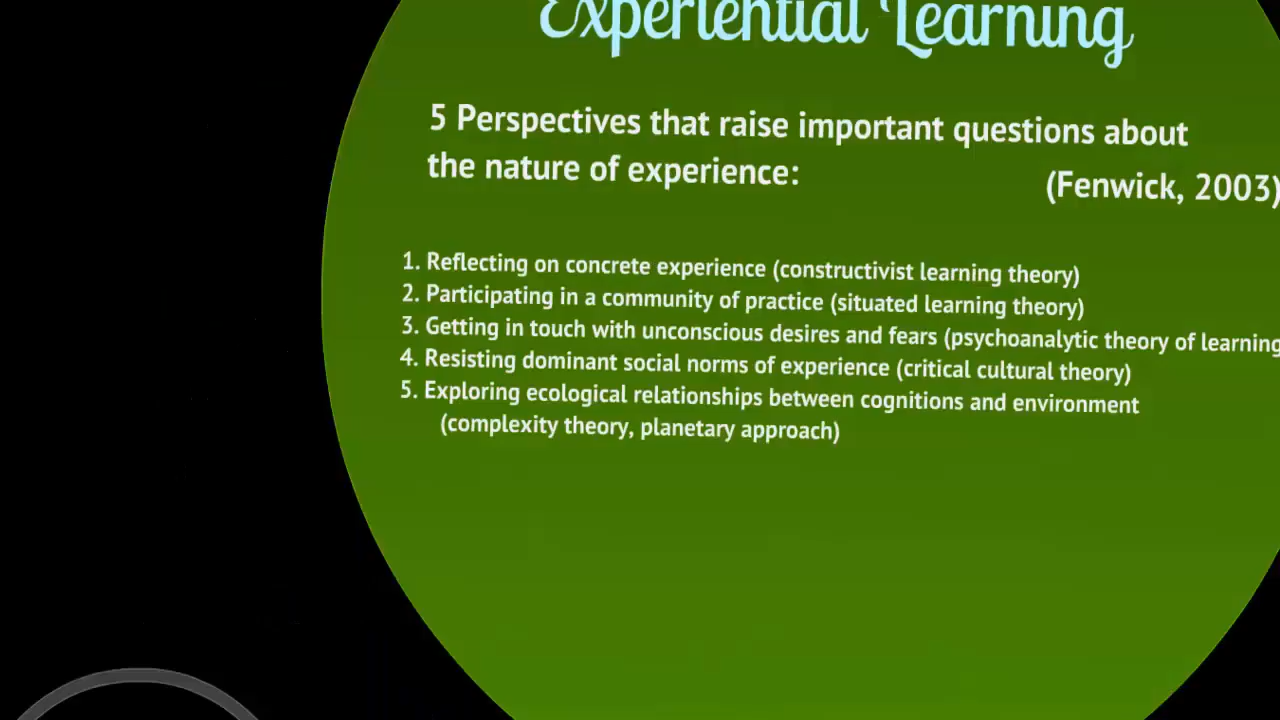 Experiential Learning
5 Perspectives that raise important questions about
the nature of experience:
(Fenwick, 2003)
1. Reflecting on concrete experience (constructivist learning theory)
2. Participating in a community of practice (situated learning theory)
3. Getting in touch with unconscious desires and fears (psychoanalytic theory of learning
4. Resisting dominant social norms of experience (critical cultural theory)
5. Exploring ecological relationships between cognitions and environment
(complexity theory, planetary approach)